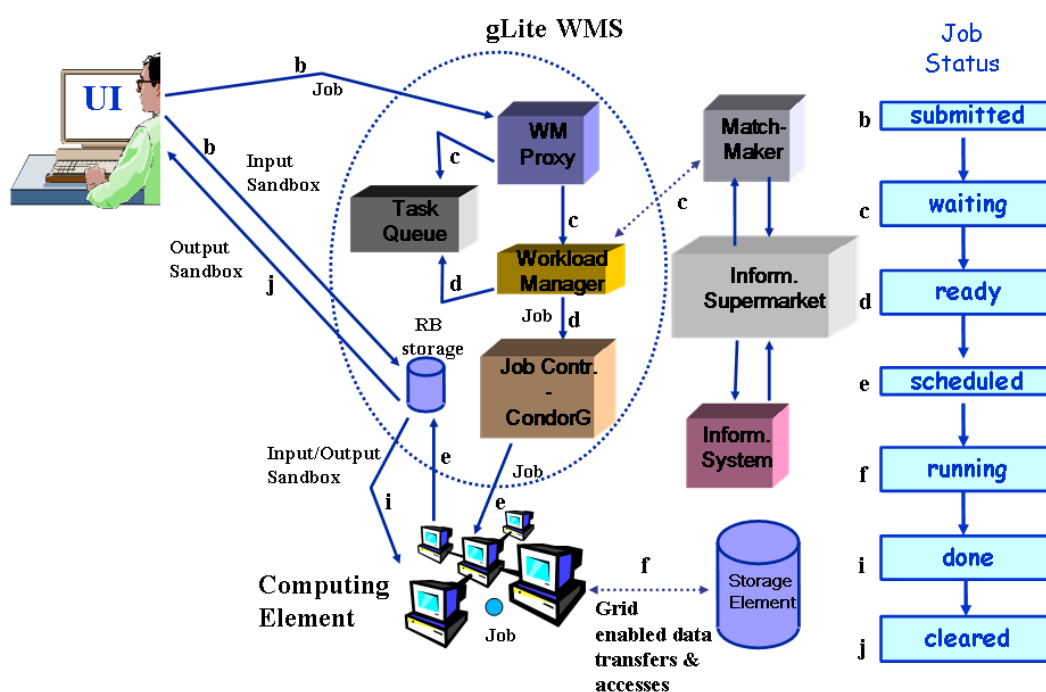 gLite WMS
Job
Status
UI
b
Job
b
Input
Sandbox
Output
Sandbox
j
WM
Proxy
c
Task
Queue
c
Workload
Manager
d
Job
d
RB
storage
Job Contr.
-
CondorG
Match-
Maker
c
Inform.
Supermarket
Inform.
System
Input/Output
Sandbox
i
e
Job
e
Computing
Element
Job
f
Grid
enabled data
transfers &
accesses
Storage
Element
b
submitted
c
waiting
d
ready
e
scheduled
f
running
i
done
j
cleared